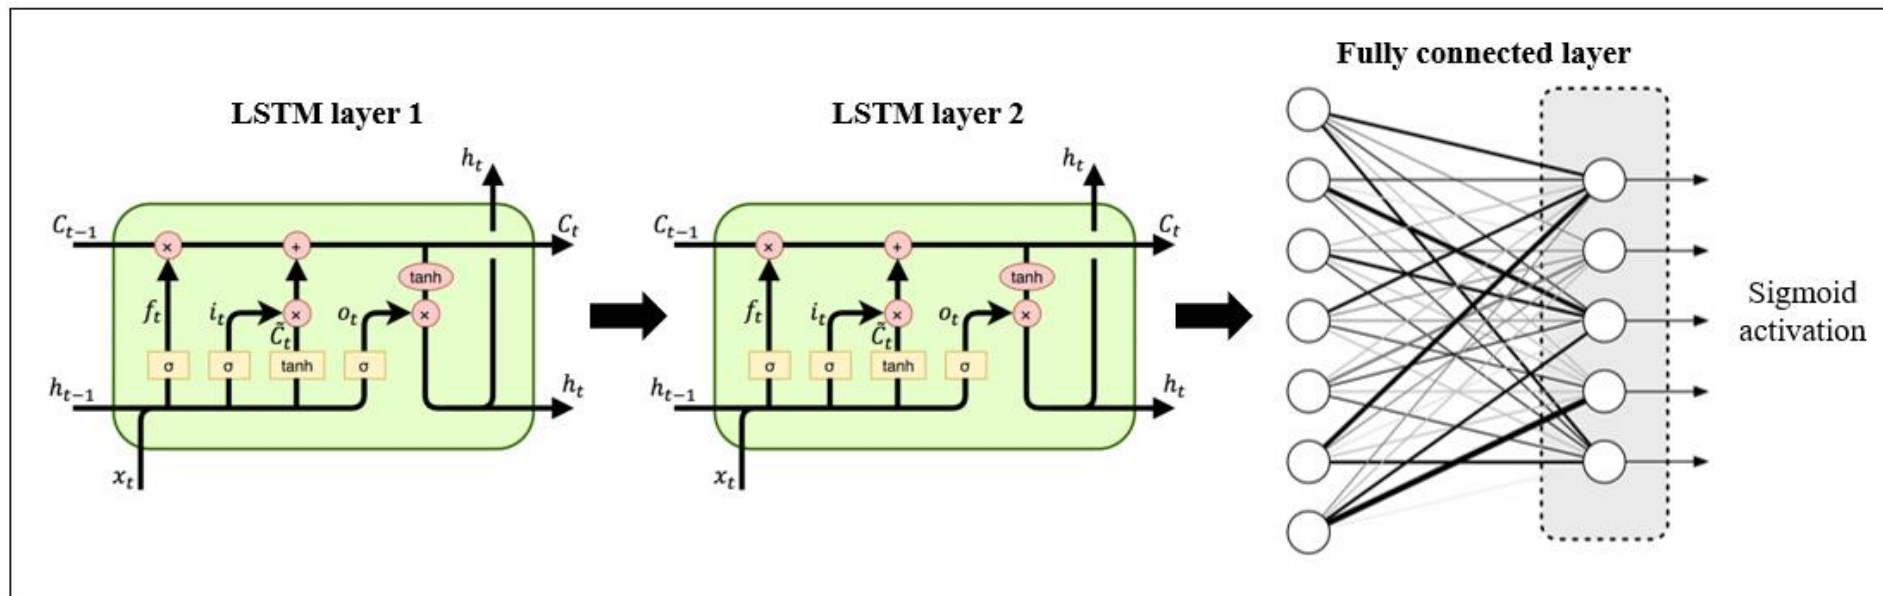 Fully connected layer
LSTM layer 1
LSTM layer 2
h_t
h_t
C_{t-1}
×
+
C_t
C_{t-1}
×
+
C_t
tanh
tanh
f_t
i_t
×
o_t
×
f_t
i_t
×
o_t
×
C̃_t
C̃_t
σ
σ
tanh
σ
σ
σ
tanh
σ
h_{t-1}
h_t
h_{t-1}
h_t
x_t
x_t
Sigmoid
activation